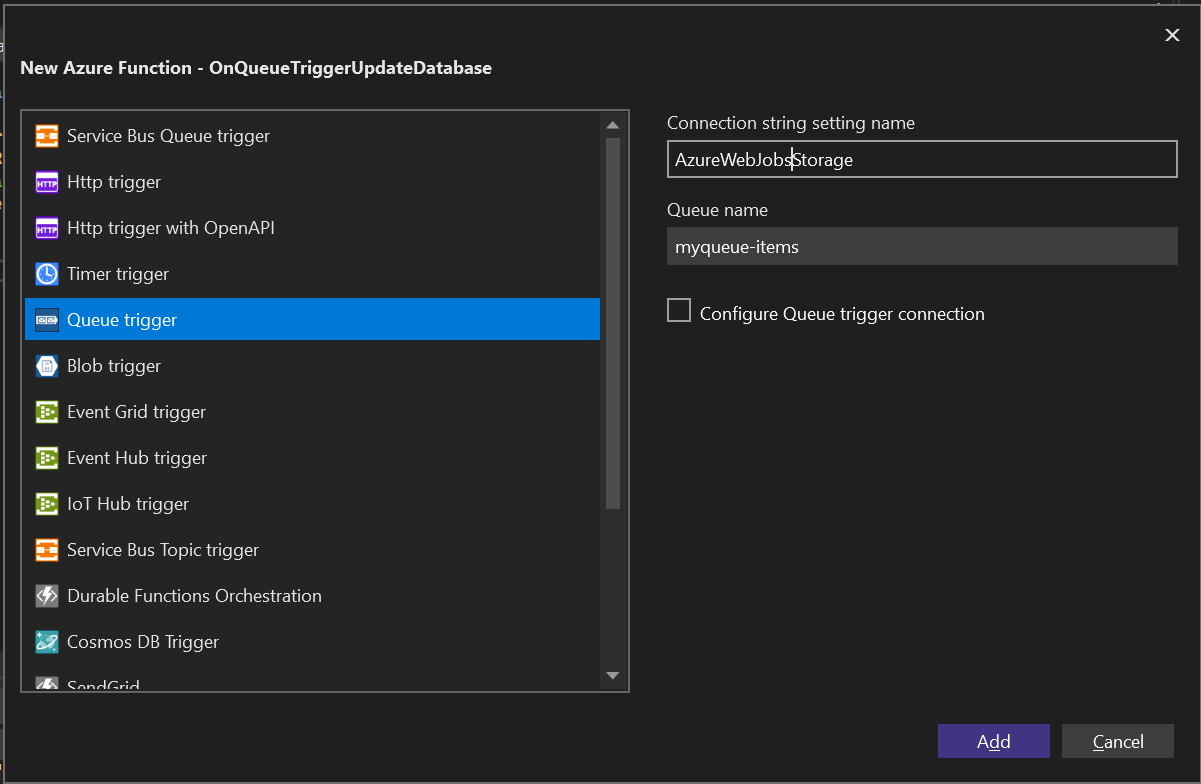 New Azure Function - OnQueueTriggerUpdateDatabase
Service Bus Queue trigger
HTTP Http trigger
HTTP Http trigger with OpenAPI
Timer trigger
Queue trigger
Blob trigger
Event Grid trigger
Event Hub trigger
IoT Hub trigger
Service Bus Topic trigger
Durable Functions Orchestration
Cosmos DB Trigger
SendGrid
Connection string setting name
AzureWebJobsStorage
Queue name
myqueue-items
Configure Queue trigger connection
Add
Cancel